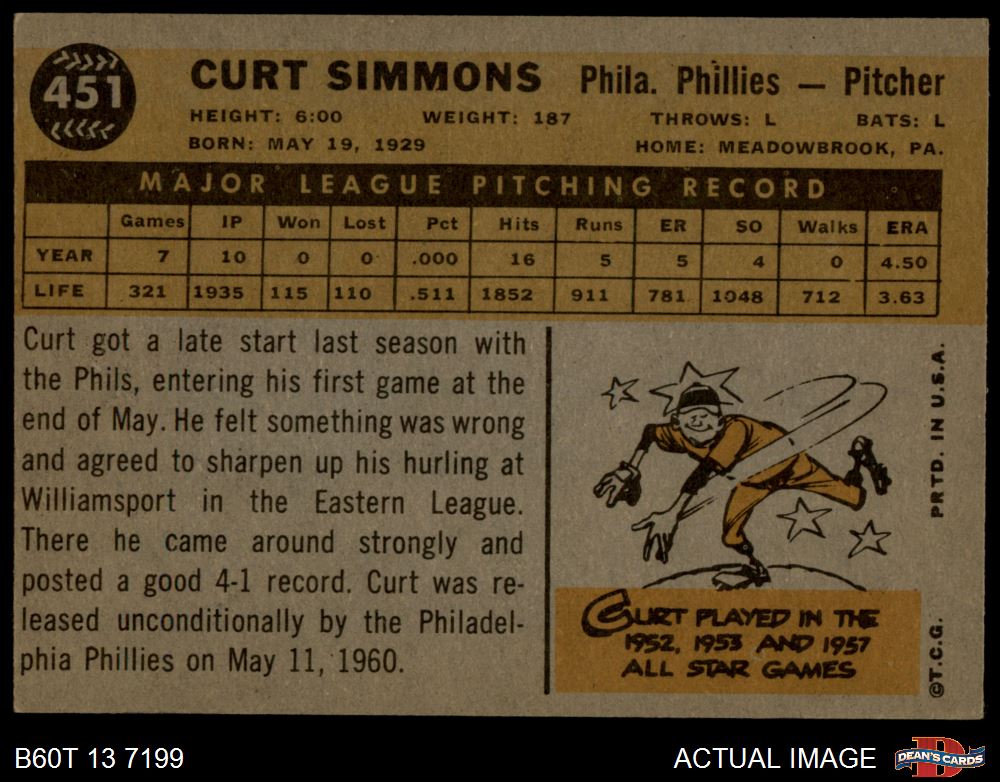 451
CURT SIMMONS Phila. Phillies — Pitcher
HEIGHT: 6:00 WEIGHT: 187 THROWS: L BATS: L
BORN: MAY 19, 1929 HOME: MEADOWBROOK, PA.
MAJOR LEAGUE PITCHING RECORD
Games IP Won Lost Pct Hits Runs ER SO Walks ERA
YEAR 7 10 0 0 .000 16 5 5 4 0 4.50
LIFE 321 1935 115 110 .511 1852 911 781 1048 712 3.63
Curt got a late start last season with
the Phils, entering his first game at the
end of May. He felt something was wrong
and agreed to sharpen up his hurling at
Williamsport in the Eastern League.
There he came around strongly and
posted a good 4-1 record. Curt was re-
leased unconditionally by the Philadel-
phia Phillies on May 11, 1960.
CURT PLAYED IN THE
1952, 1953 AND 1957
ALL STAR GAMES
©T.C.G. PRTD. IN U.S.A.
B60T 13 7199
ACTUAL IMAGE
D
DEAN'S CARDS